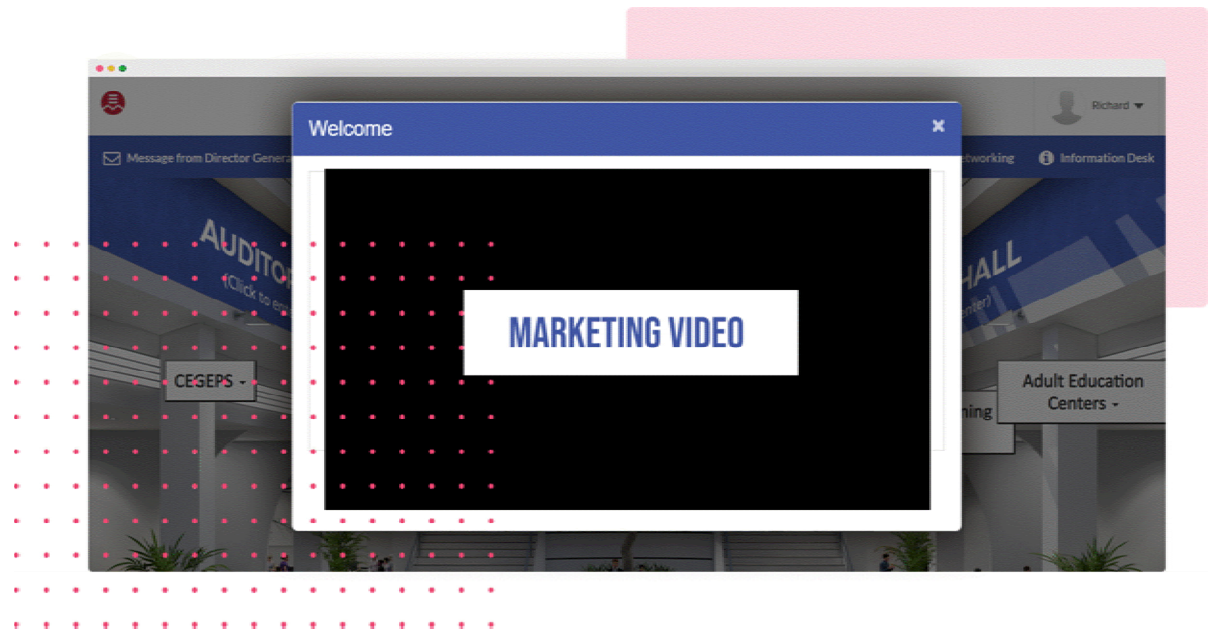 Richard
Welcome
Message from Director Genera
etworking
Information Desk
AUDITO
(Click to en
HALL
enter)
MARKETING VIDEO
CEGEPS
Adult Education
Centers
ning